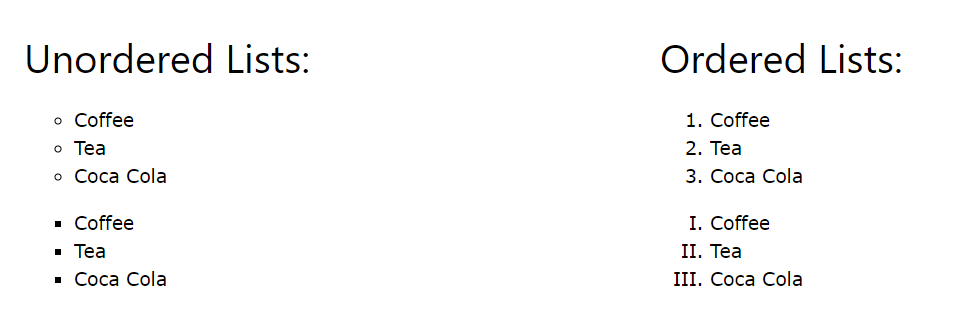 Unordered Lists:
Coffee
Tea
Coca Cola
Coffee
Tea
Coca Cola
Ordered Lists:
1. Coffee
2. Tea
3. Coca Cola
I. Coffee
II. Tea
III. Coca Cola